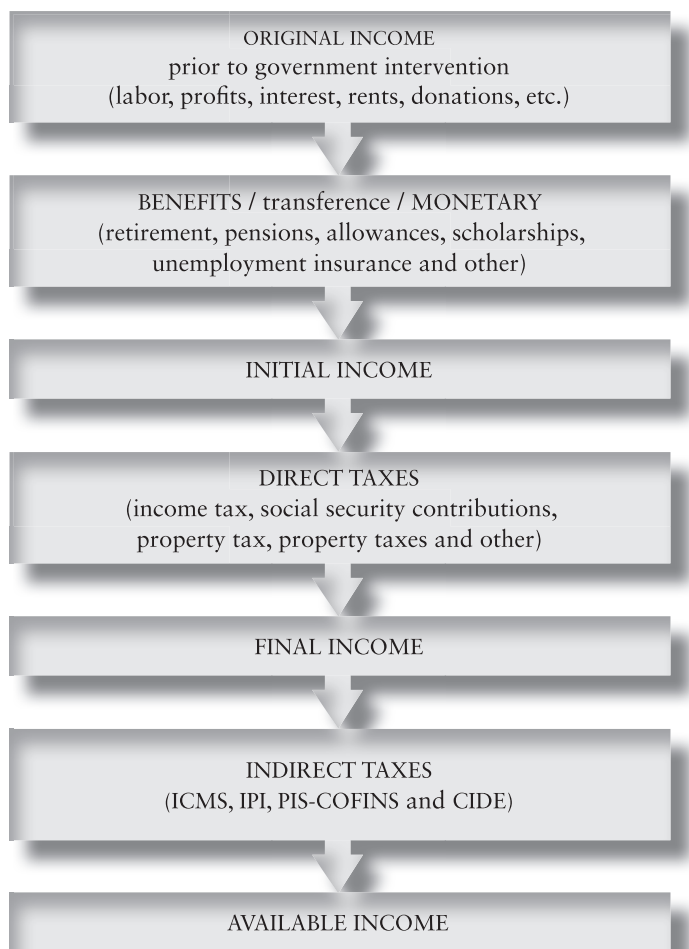 ORIGINAL INCOME
prior to government intervention
(labor, profits, interest, rents, donations, etc.)
BENEFITS / transference / MONETARY
(retirement, pensions, allowances, scholarships,
unemployment insurance and other)
INITIAL INCOME
DIRECT TAXES
(income tax, social security contributions,
property tax, property taxes and other)
FINAL INCOME
INDIRECT TAXES
(ICMS, IPI, PIS-COFINS and CIDE)
AVAILABLE INCOME